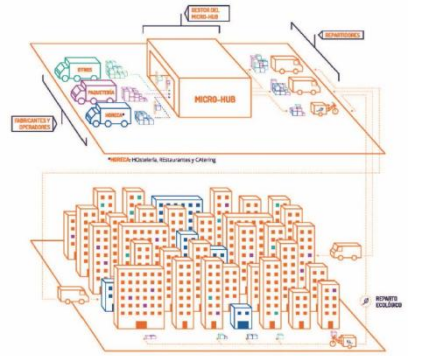 GESTOR DEL
MICRO-HUB
REPARTIDORES
OTROS
PAQUETERÍA
HORECA*
MICRO-HUB
FABRICANTES Y
OPERADORES
*HORECA: HOstelería, REstaurantes y CAtering
REPARTO
ECOLÓGICO